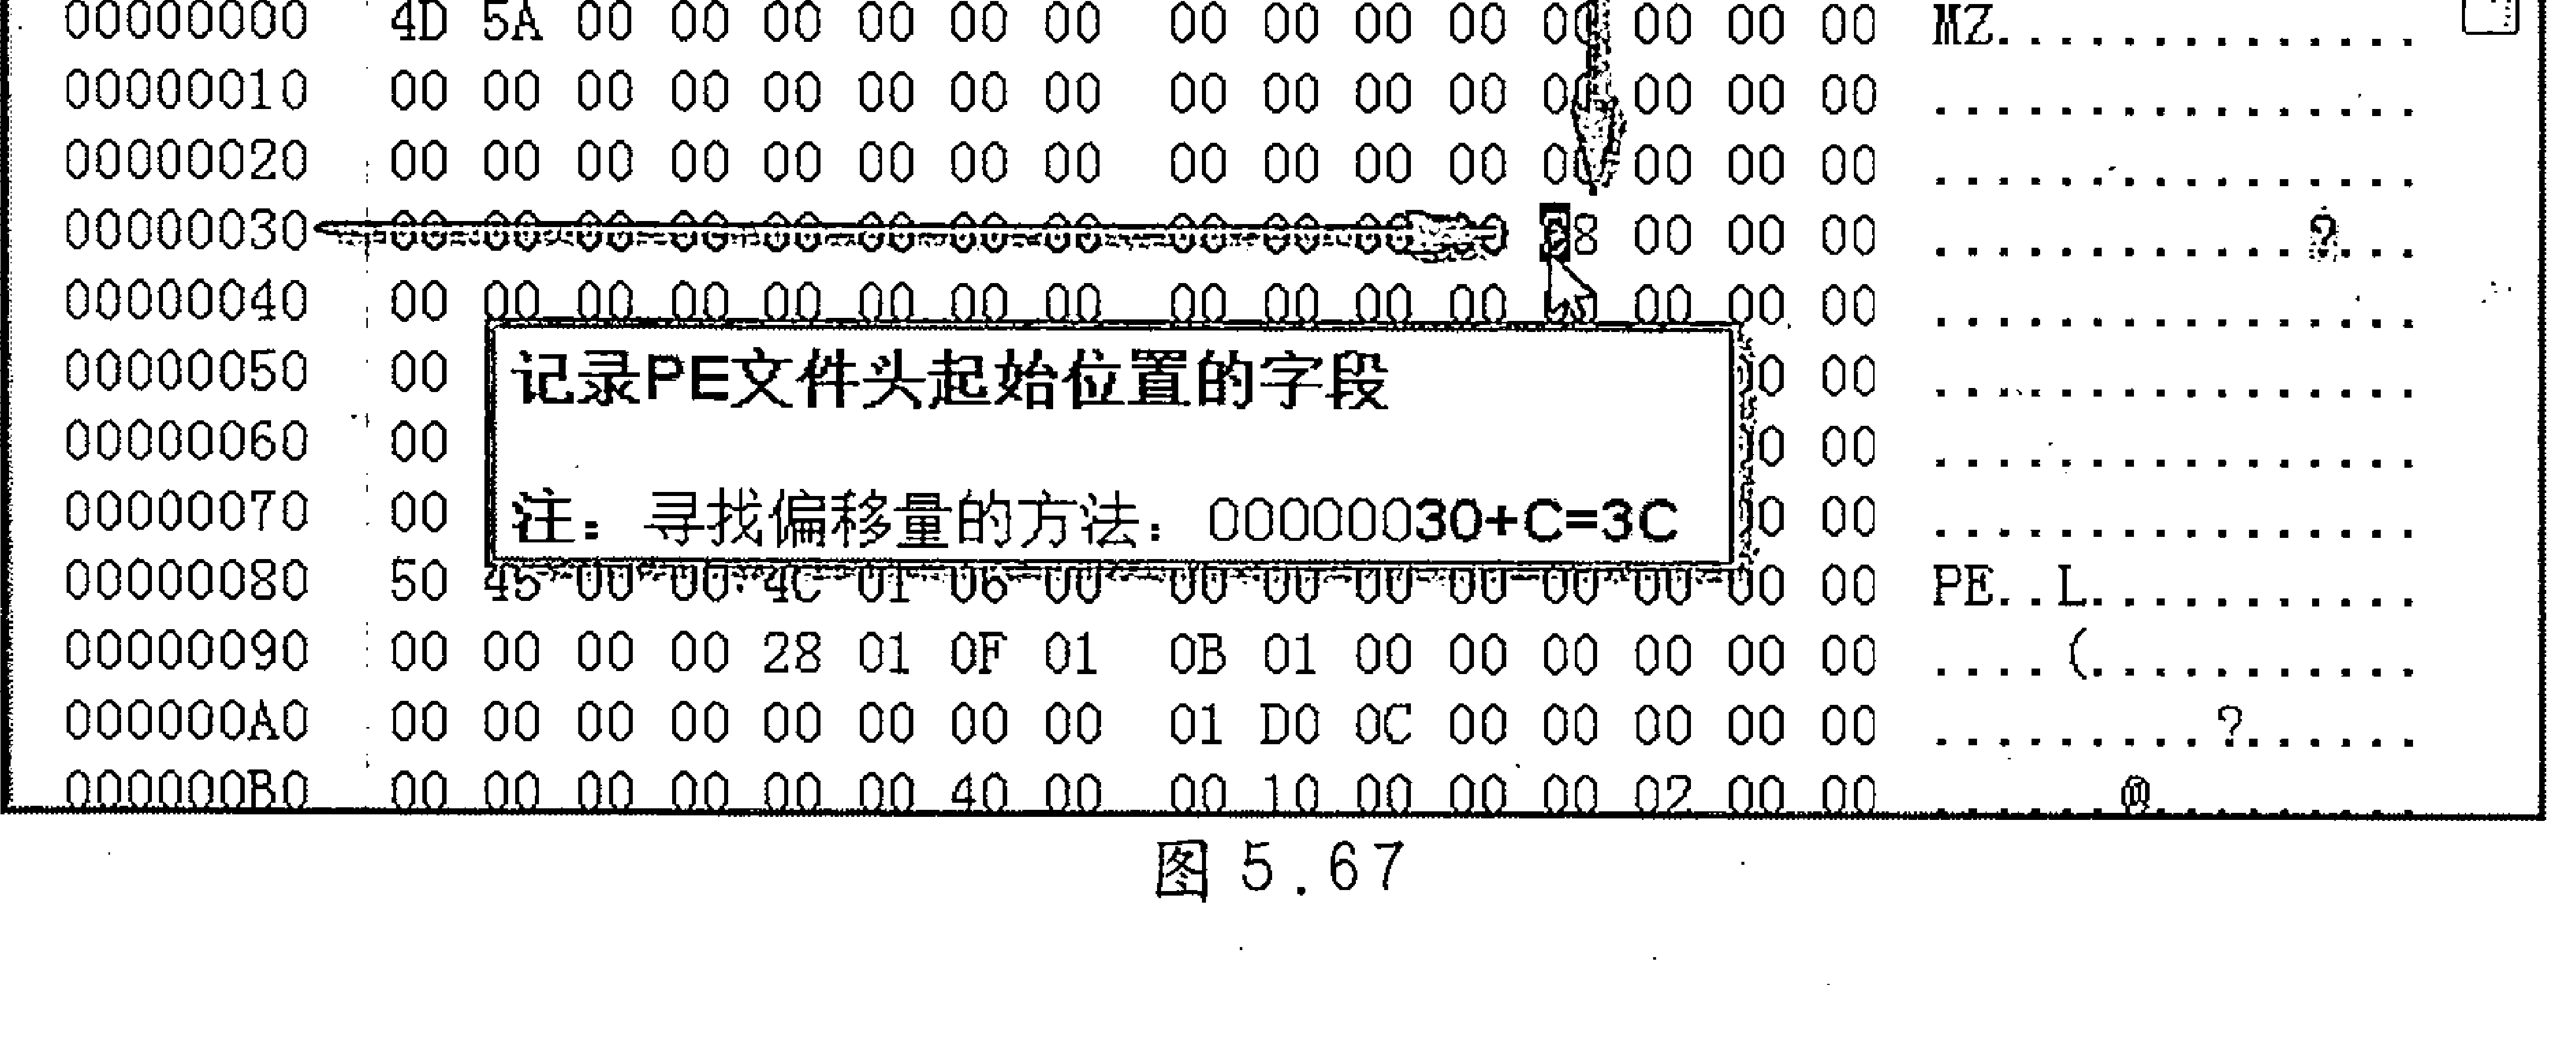 00000000 4D 5A 00 00 00 00 00 00 00 00 00 00 00 00 00 00 MZ..............
00000010 00 00 00 00 00 00 00 00 00 00 00 00 00 00 00 00 ................
00000020 00 00 00 00 00 00 00 00 00 00 00 00 00 00 00 00 ................
00000030 00 00 00 00 00 00 00 00 00 00 00 00 8 00 00 00 ............?...
00000040 00 00 00 00 00 00 00 00 00 00 00 00 00 00 00
00000050 00 00 ................
00000060 00 00 ................
00000070 00 00 ................
记录PE文件头起始位置的字段
注：寻找偏移量的方法：00000030+C=3C
00000080 50 45 00 00 4C 01 06 00 00 00 00 00 00 00 00 00 PE..L...........
00000090 00 00 00 00 28 01 0F 01 0B 01 00 00 00 00 00 00 ....(...........
000000A0 00 00 00 00 00 00 00 00 01 D0 0C 00 00 00 00 00 .........?......
000000B0 00 00 00 00 00 00 40 00 00 10 00 00 00 02 00 00 ......@.........
图 5.67